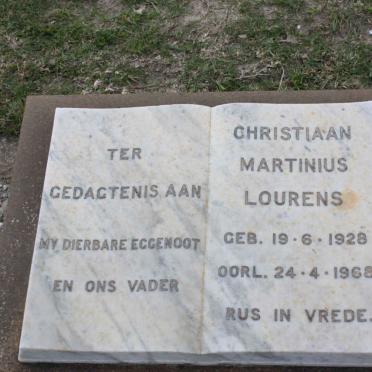 TER
GEDAGTENIS AAN
MY DIERBARE EGGENOOT
EN ONS VADER
CHRISTIAAN
MARTINIUS
LOURENS
GEB. 19·6·1928
OORL. 24·4·1968
RUS IN VREDE.